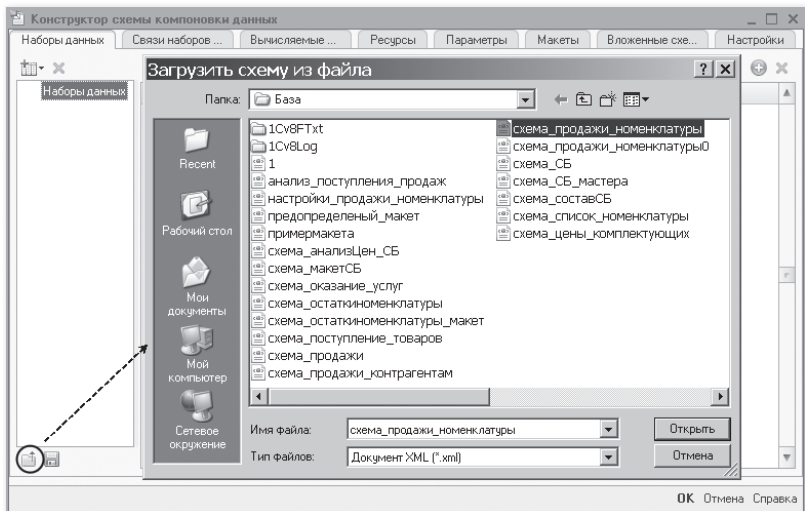 Конструктор схемы компоновки данных
Наборы данных Связи наборов ... Вычисляемые ... Ресурсы Параметры Макеты Вложенные схе... Настройки
Наборы данных
Загрузить схему из файла
Папка: База
Recent
Рабочий стол
Мои документы
Мой компьютер
Сетевое окружение
1Cv8FTxt
1Cv8Log
1
анализ_поступления_продаж
настройки_продажи_номенклатуры
предопределеный_макет
примермакета
схема_анализЦен_СБ
схема_макетСБ
схема_оказание_услуг
схема_остаткиноменклатуры
схема_остаткиноменклатуры_макет
схема_поступление_товаров
схема_продажи
схема_продажи_контрагентам
схема_продажи_номенклатуры
схема_продажи_номенклатуры0
схема_СБ
схема_СБ_мастера
схема_составСБ
схема_список_номенклатуры
схема_цены_комплектующих
Имя файла: схема_продажи_номенклатуры Открыть
Тип файлов: Документ XML (*.xml) Отмена
OK Отмена Справка